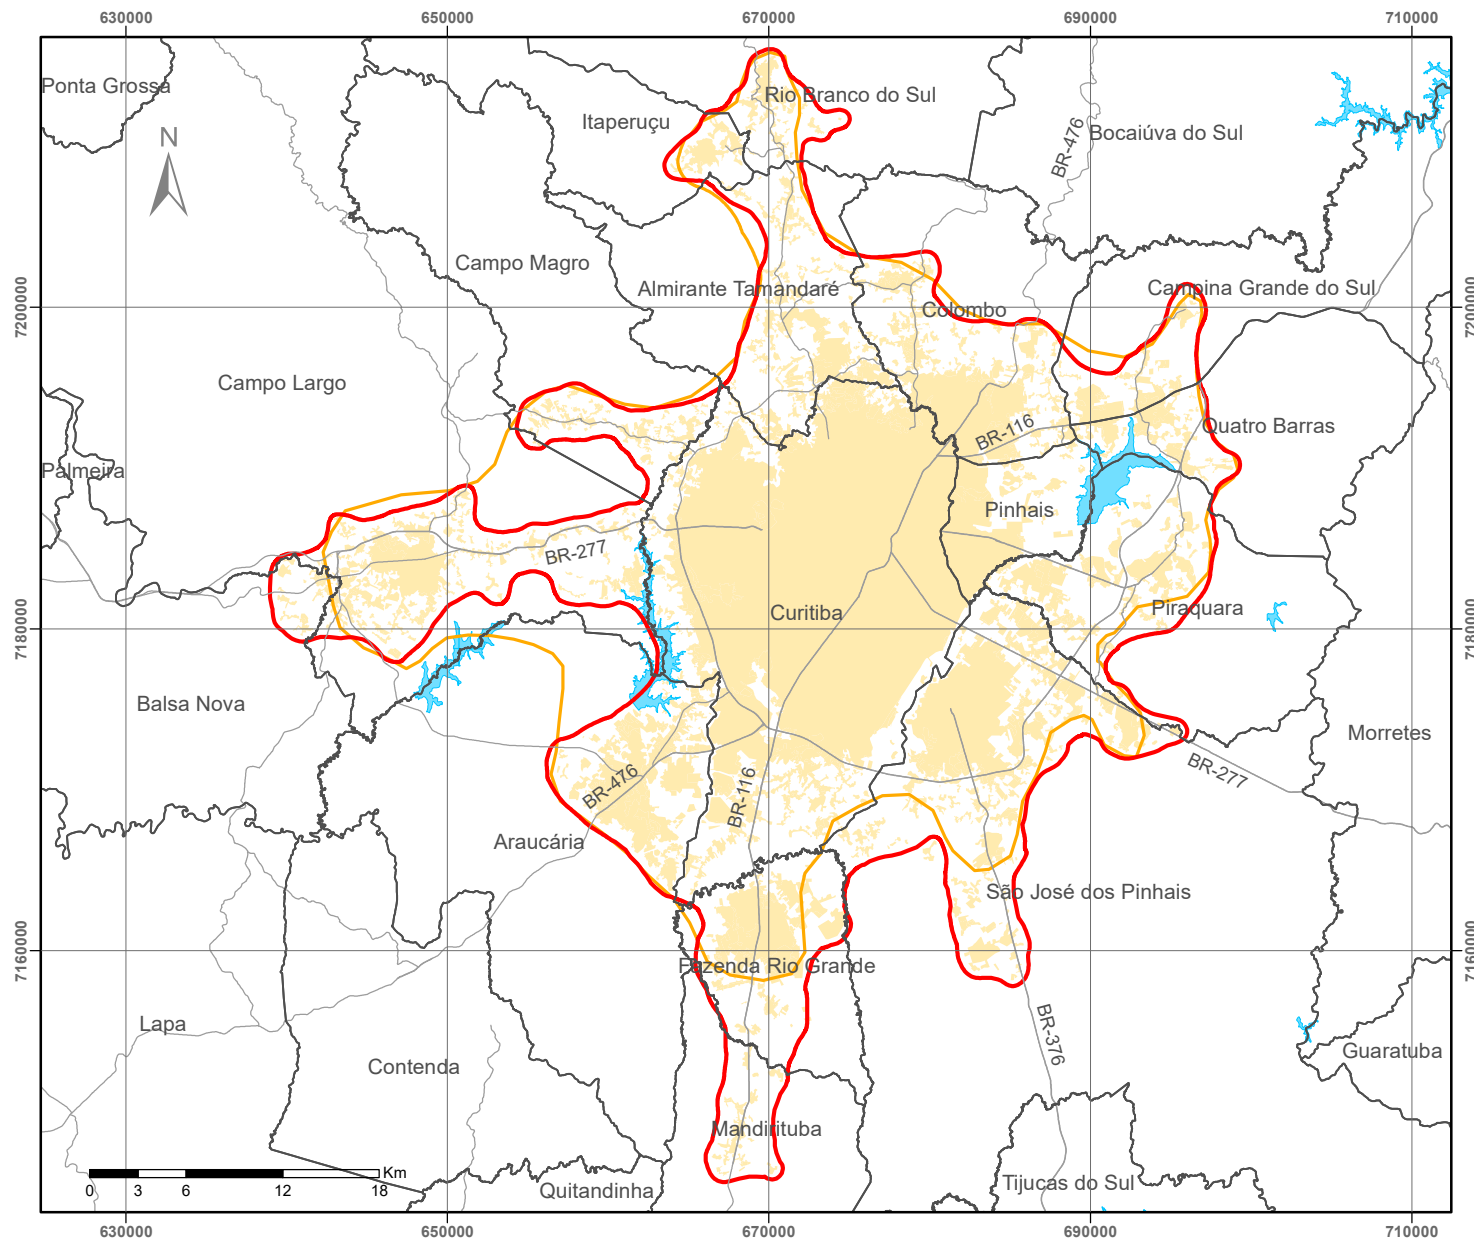 630000 650000 670000 690000 710000
Ponta Grossa
Rio Branco do Sul
Itaperuçu
N
BR-476
Bocaiúva do Sul
Campo Magro
Almirante Tamandaré
Campina Grande do Sul
7200000
7200000
Colombo
Campo Largo
BR-116
Quatro Barras
Palmeira
Pinhais
BR-277
Piraquara
Curitiba
7180000
7180000
Balsa Nova
Morretes
BR-277
BR-476
BR-116
Araucária
São José dos Pinhais
7160000
7160000
Fazenda Rio Grande
Lapa
BR-376
Guaratuba
Contenda
Mandirituba
Km
0 3 6 12 18
Quitandinha
Tijucas do Sul
630000 650000 670000 690000 710000